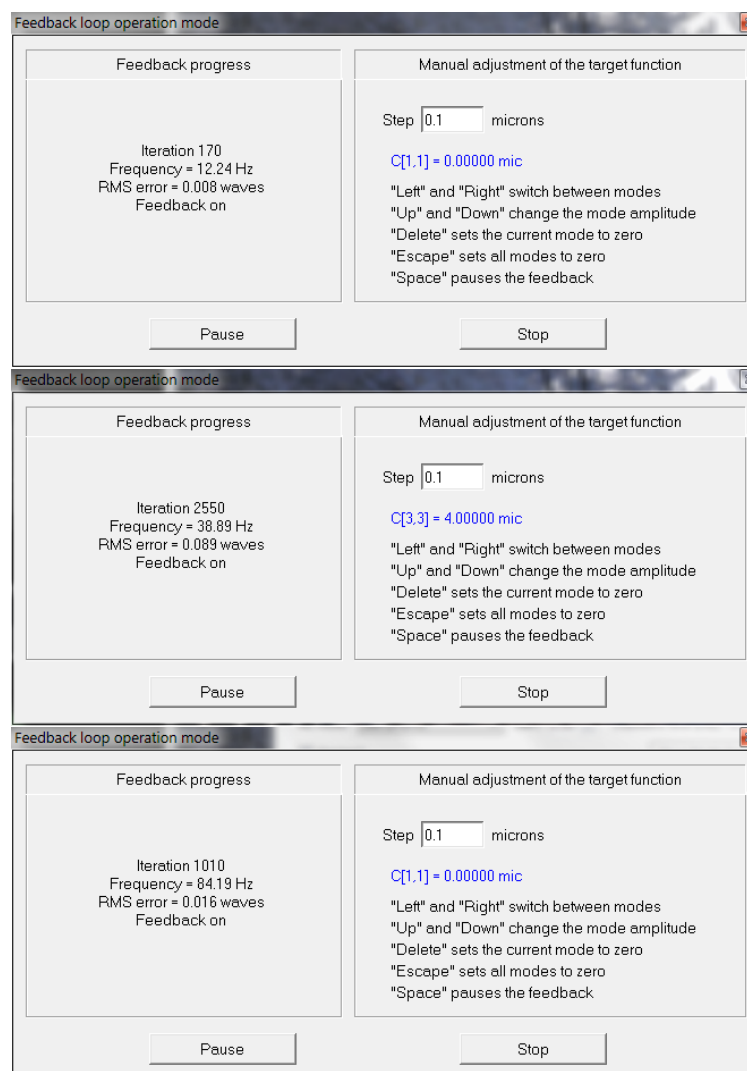 Feedback loop operation mode
Feedback progress
Iteration 170
Frequency = 12.24 Hz
RMS error = 0.008 waves
Feedback on
Pause
Manual adjustment of the target function
Step 0.1 microns
C[1,1] = 0.00000 mic
"Left" and "Right" switch between modes
"Up" and "Down" change the mode amplitude
"Delete" sets the current mode to zero
"Escape" sets all modes to zero
"Space" pauses the feedback
Stop
Feedback loop operation mode
Feedback progress
Iteration 2550
Frequency = 38.89 Hz
RMS error = 0.089 waves
Feedback on
Pause
Manual adjustment of the target function
Step 0.1 microns
C[3,3] = 4.00000 mic
"Left" and "Right" switch between modes
"Up" and "Down" change the mode amplitude
"Delete" sets the current mode to zero
"Escape" sets all modes to zero
"Space" pauses the feedback
Stop
Feedback loop operation mode
Feedback progress
Iteration 1010
Frequency = 84.19 Hz
RMS error = 0.016 waves
Feedback on
Pause
Manual adjustment of the target function
Step 0.1 microns
C[1,1] = 0.00000 mic
"Left" and "Right" switch between modes
"Up" and "Down" change the mode amplitude
"Delete" sets the current mode to zero
"Escape" sets all modes to zero
"Space" pauses the feedback
Stop